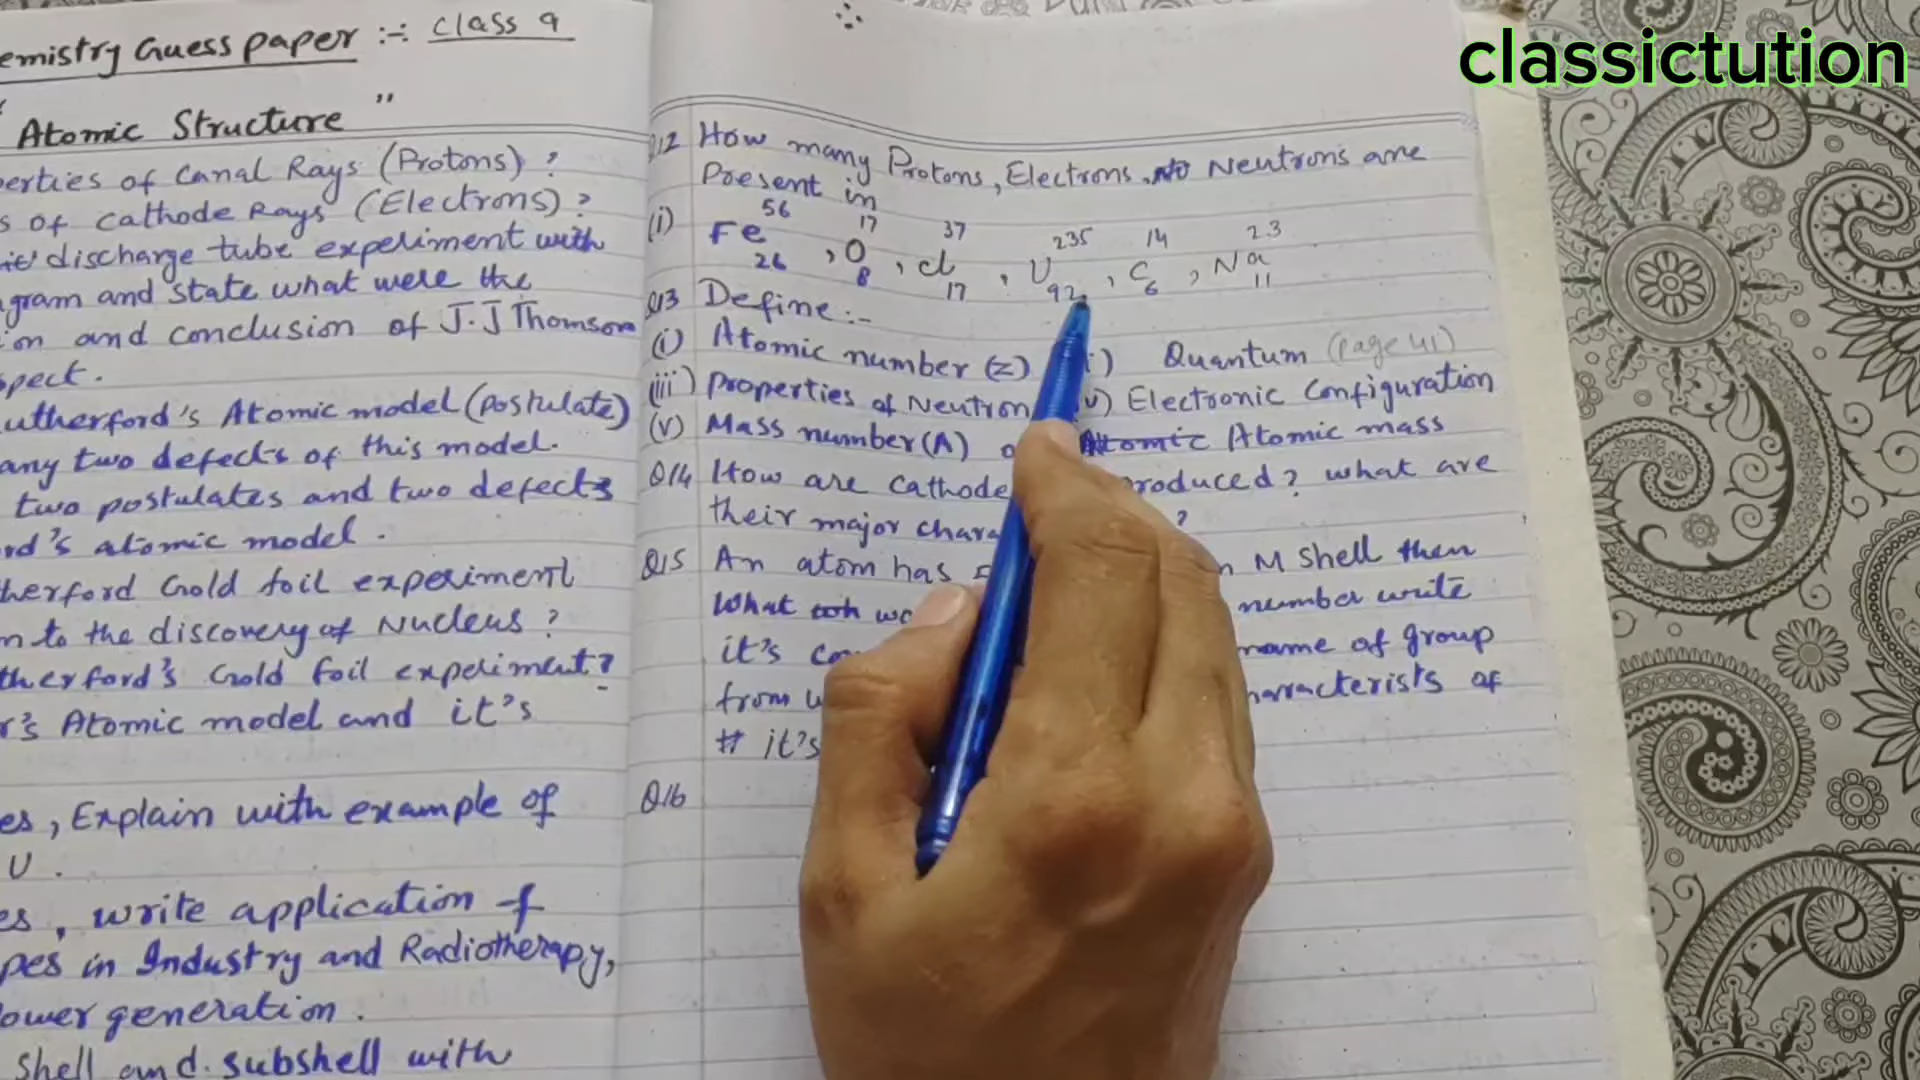 classictution
emistry Guess paper :- class 9
" Atomic Structure "
erties of Canal Rays (Protons) ?
s of cathode Rays (Electrons) ?
discharge tube experiment with
gram and state what were the
on and conclusion of J.J Thomson
spect.
utherford's Atomic model (postulate)
any two defects of this model.
two postulates and two defects
rd's atomic model.
herford Gold foil experiment
n to the discovery of Nucleus ?
therford's Gold foil experiment ?
r's Atomic model and it's
es, Explain with example of
U .
es, write application of
pes in Industry and Radiotherapy,
ower generation.
shell and subshell with
Q12 How many Protons, Electrons, Neutrons are
Present in
(i) Fe 56 26, O 17 8, Cl 37 17, U 235 92, C 14 6, Na 23 11
Q13 Define :-
(i) Atomic number (z) i) Quantum (page 41)
(iii) properties of Neutron v) Electronic Configuration
(v) Mass number (A) o Atomic Atomic mass
Q14 How are cathode roduced ? what are
their major chara ?
Q15 An atom has n M shell then
What wo number write
it's co name of group
from w haracterists of
# it's
Q16